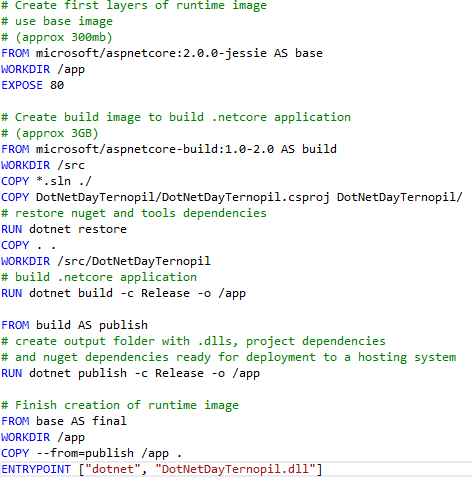 # Create first layers of runtime image
# use base image
# (approx 300mb)
FROM microsoft/aspnetcore:2.0.0-jessie AS base
WORKDIR /app
EXPOSE 80
# Create build image to build .netcore application
# (approx 3GB)
FROM microsoft/aspnetcore-build:1.0-2.0 AS build
WORKDIR /src
COPY *.sln ./
COPY DotNetDayTernopil/DotNetDayTernopil.csproj DotNetDayTernopil/
# restore nuget and tools dependencies
RUN dotnet restore
COPY . .
WORKDIR /src/DotNetDayTernopil
# build .netcore application
RUN dotnet build -c Release -o /app
FROM build AS publish
# create output folder with .dlls, project dependencies
# and nuget dependencies ready for deployment to a hosting system
RUN dotnet publish -c Release -o /app
# Finish creation of runtime image
FROM base AS final
WORKDIR /app
COPY --from=publish /app .
ENTRYPOINT ["dotnet", "DotNetDayTernopil.dll"]